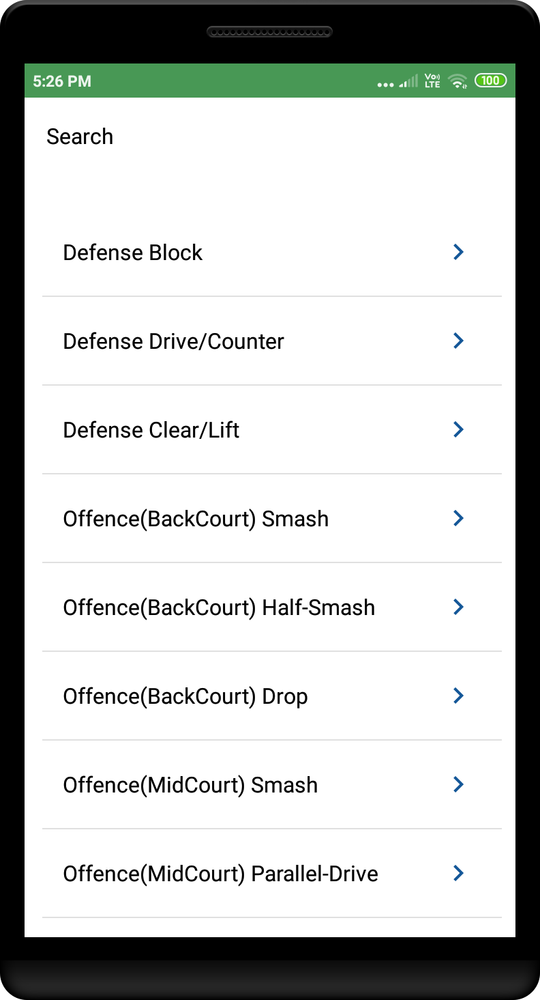 5:26 PM
Vo))
LTE
100
Search
Defense Block
Defense Drive/Counter
Defense Clear/Lift
Offence(BackCourt) Smash
Offence(BackCourt) Half-Smash
Offence(BackCourt) Drop
Offence(MidCourt) Smash
Offence(MidCourt) Parallel-Drive